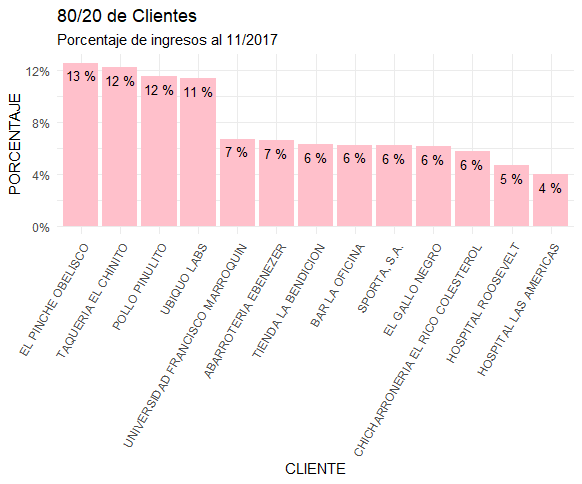 80/20 de Clientes
Porcentaje de ingresos al 11/2017
PORCENTAJE
12%
8%
4%
0%
13 %
12 %
12 %
11 %
7 %
7 %
6 %
6 %
6 %
6 %
6 %
5 %
4 %
EL PINCHE OBELISCO
TAQUERIA EL CHINITO
POLLO PINULITO
UBIQUO LABS
UNIVERSIDAD FRANCISCO MARROQUIN
ABARROTERIA EBENEZER
TIENDA LA BENDICION
BAR LA OFICINA
SPORTA, S.A.
EL GALLO NEGRO
CHICHARRONERIA EL RICO COLESTEROL
HOSPITAL ROOSEVELT
HOSPITAL LAS AMERICAS
CLIENTE